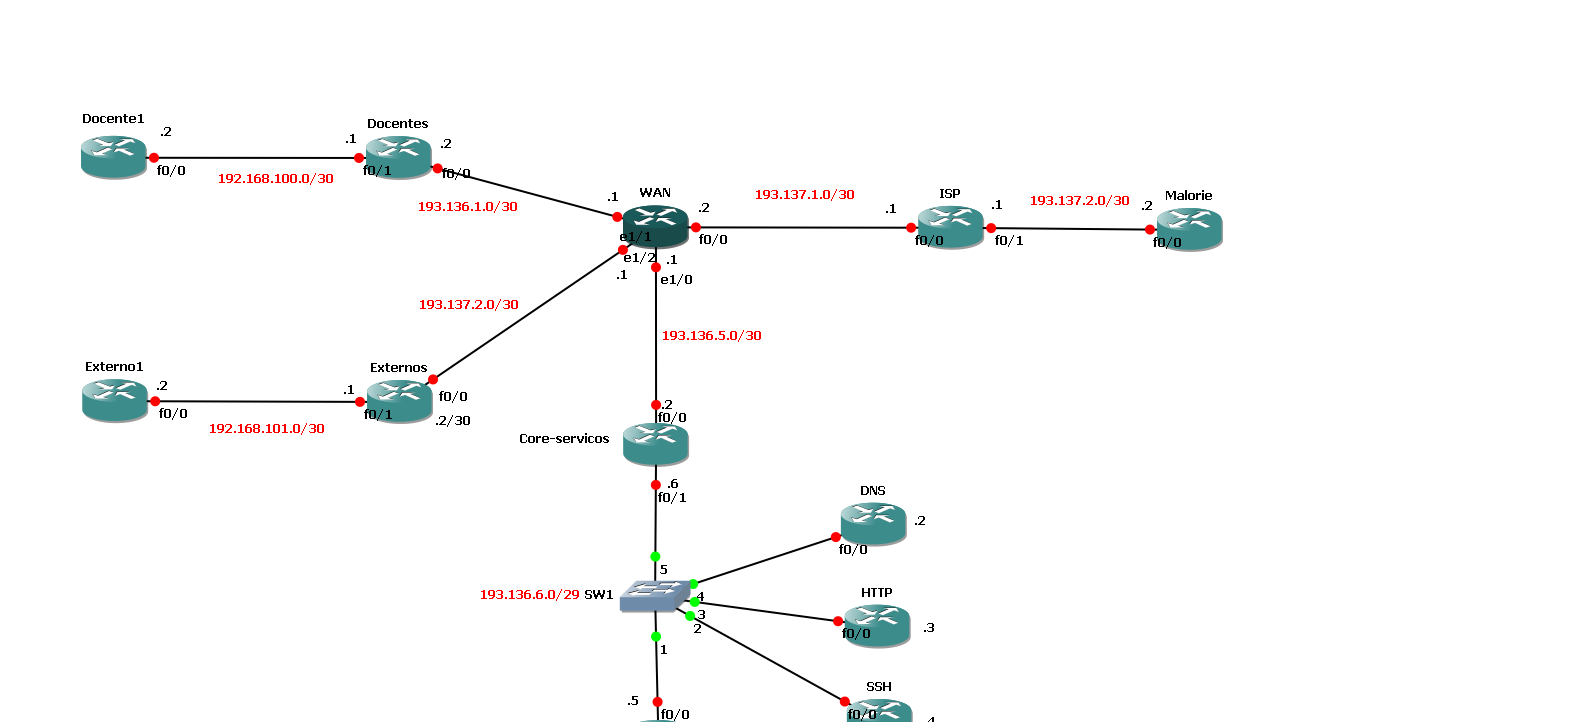 Docente1
.2
f0/0
192.168.100.0/30
.1
f0/1
Docentes
.2
f0/0
193.136.1.0/30
.1
WAN
e1/1
e1/2
.1
.1
e1/0
.2
f0/0
193.137.1.0/30
.1
f0/0
ISP
.1
f0/1
193.137.2.0/30
.2
f0/0
Malorie
193.137.2.0/30
193.136.5.0/30
Externo1
.2
f0/0
192.168.101.0/30
.1
f0/1
Externos
f0/0
.2/30
.2
f0/0
Core-servicos
.6
f0/1
5
193.136.6.0/29 SW1
4
3
2
1
DNS
.2
f0/0
HTTP
.3
f0/0
SSH
f0/0
.4
.5
f0/0